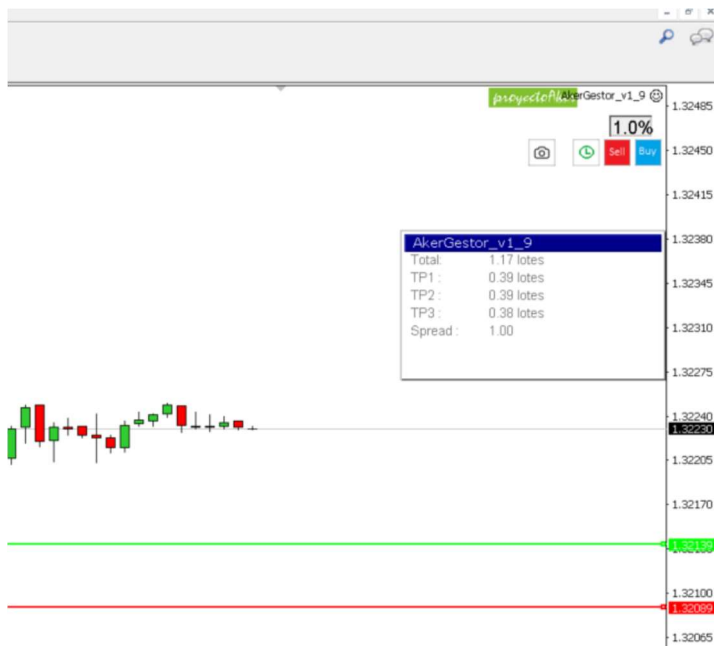 proyectoAker
AkerGestor_v1_9
1.32485
1.0%
Sell
Buy
1.32450
1.32415
AkerGestor_v1_9
1.32380
Total: 1.17 lotes
TP1 : 0.39 lotes
TP2 : 0.39 lotes
TP3 : 0.38 lotes
Spread : 1.00
1.32345
1.32310
1.32275
1.32240
1.32230
1.32205
1.32170
1.32139
1.32100
1.32089
1.32065